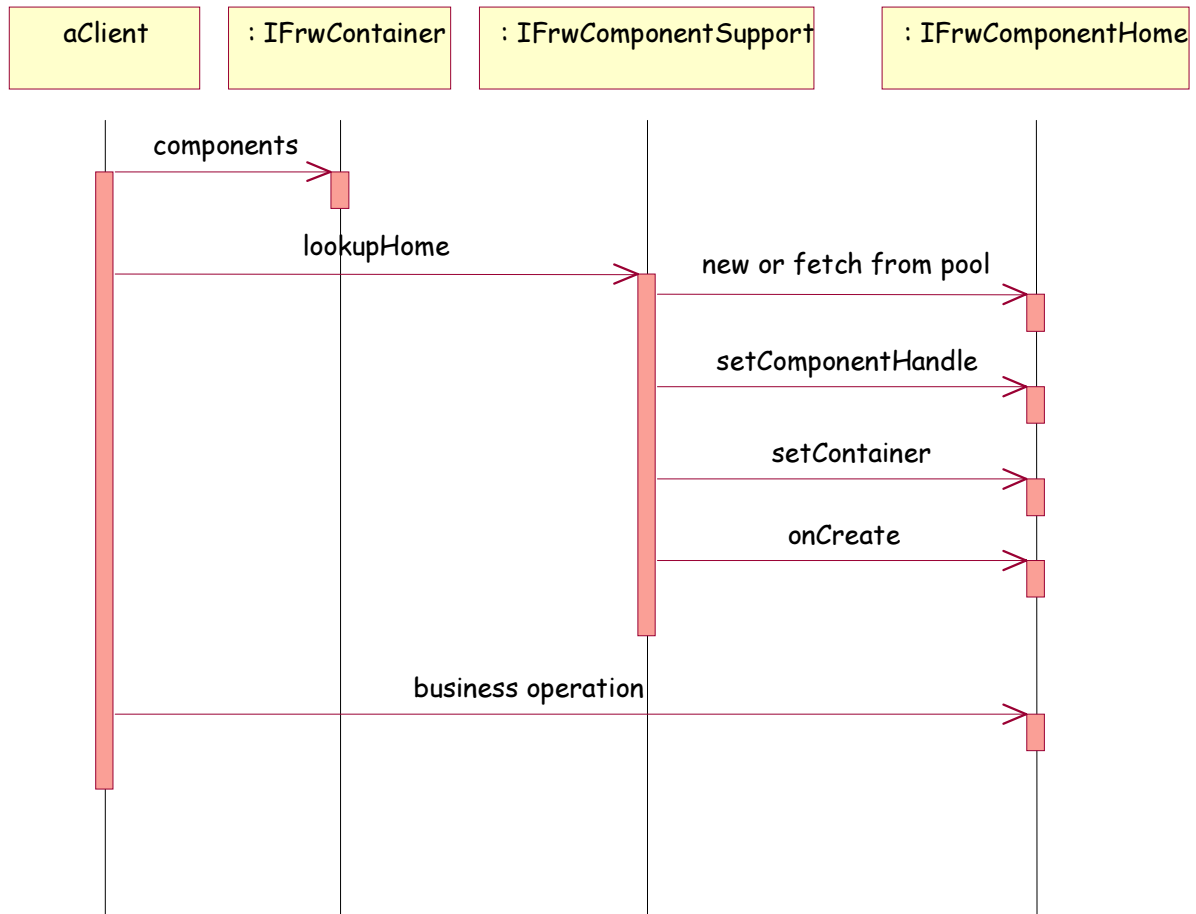 aClient
: IFrwContainer
: IFrwComponentSupport
: IFrwComponentHome
components
lookupHome
new or fetch from pool
setComponentHandle
setContainer
onCreate
business operation